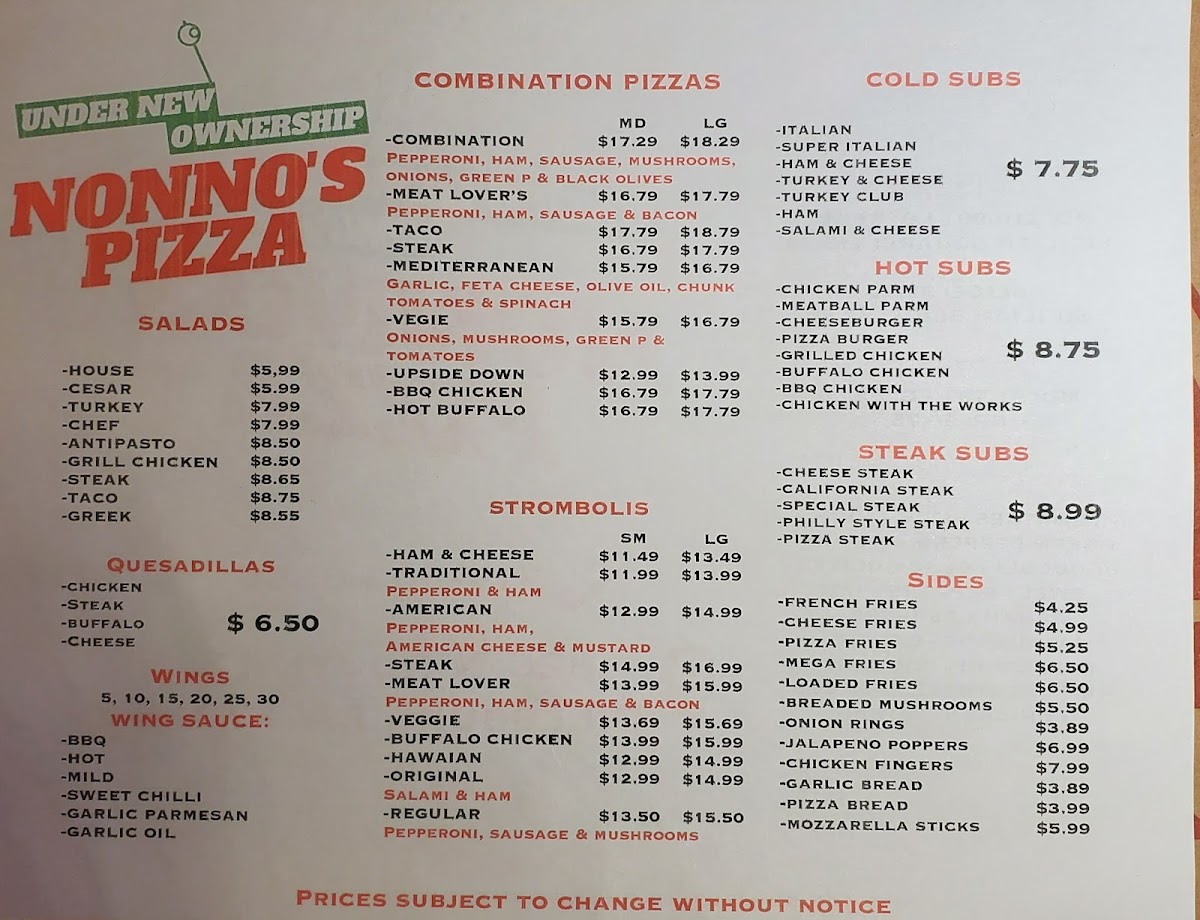 UNDER NEW
OWNERSHIP
NONNO'S
PIZZA
SALADS
-HOUSE $5,99
-CESAR $5.99
-TURKEY $7.99
-CHEF $7.99
-ANTIPASTO $8.50
-GRILL CHICKEN $8.50
-STEAK $8.65
-TACO $8.75
-GREEK $8.55
QUESADILLAS
-CHICKEN
-STEAK
-BUFFALO $ 6.50
-CHEESE
WINGS
5, 10, 15, 20, 25, 30
WING SAUCE:
-BBQ
-HOT
-MILD
-SWEET CHILLI
-GARLIC PARMESAN
-GARLIC OIL
COMBINATION PIZZAS
MD LG
-COMBINATION $17.29 $18.29
PEPPERONI, HAM, SAUSAGE, MUSHROOMS,
ONIONS, GREEN P & BLACK OLIVES
-MEAT LOVER'S $16.79 $17.79
PEPPERONI, HAM, SAUSAGE & BACON
-TACO $17.79 $18.79
-STEAK $16.79 $17.79
-MEDITERRANEAN $15.79 $16.79
GARLIC, FETA CHEESE, OLIVE OIL, CHUNK
TOMATOES & SPINACH
-VEGIE $15.79 $16.79
ONIONS, MUSHROOMS, GREEN P &
TOMATOES
-UPSIDE DOWN $12.99 $13.99
-BBQ CHICKEN $16.79 $17.79
-HOT BUFFALO $16.79 $17.79
STROMBOLIS
SM LG
-HAM & CHEESE $11.49 $13.49
-TRADITIONAL $11.99 $13.99
PEPPERONI & HAM
-AMERICAN $12.99 $14.99
PEPPERONI, HAM,
AMERICAN CHEESE & MUSTARD
-STEAK $14.99 $16.99
-MEAT LOVER $13.99 $15.99
PEPPERONI, HAM, SAUSAGE & BACON
-VEGGIE $13.69 $15.69
-BUFFALO CHICKEN $13.99 $15.99
-HAWAIAN $12.99 $14.99
-ORIGINAL $12.99 $14.99
SALAMI & HAM
-REGULAR $13.50 $15.50
PEPPERONI, SAUSAGE & MUSHROOMS
COLD SUBS
-ITALIAN
-SUPER ITALIAN
-HAM & CHEESE $ 7.75
-TURKEY & CHEESE
-TURKEY CLUB
-HAM
-SALAMI & CHEESE
HOT SUBS
-CHICKEN PARM
-MEATBALL PARM
-CHEESEBURGER
-PIZZA BURGER
-GRILLED CHICKEN $ 8.75
-BUFFALO CHICKEN
-BBQ CHICKEN
-CHICKEN WITH THE WORKS
STEAK SUBS
-CHEESE STEAK
-CALIFORNIA STEAK
-SPECIAL STEAK $ 8.99
-PHILLY STYLE STEAK
-PIZZA STEAK
SIDES
-FRENCH FRIES $4.25
-CHEESE FRIES $4.99
-PIZZA FRIES $5.25
-MEGA FRIES $6.50
-LOADED FRIES $6.50
-BREADED MUSHROOMS $5.50
-ONION RINGS $3.89
-JALAPENO POPPERS $6.99
-CHICKEN FINGERS $7.99
-GARLIC BREAD $3.89
-PIZZA BREAD $3.99
-MOZZARELLA STICKS $5.99
PRICES SUBJECT TO CHANGE WITHOUT NOTICE